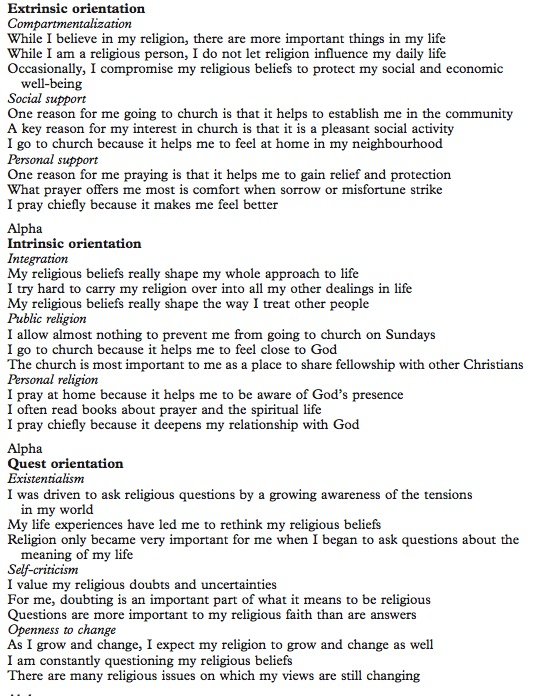 Extrinsic orientation
Compartmentalization
While I believe in my religion, there are more important things in my life
While I am a religious person, I do not let religion influence my daily life
Occasionally, I compromise my religious beliefs to protect my social and economic
well-being
Social support
One reason for me going to church is that it helps to establish me in the community
A key reason for my interest in church is that it is a pleasant social activity
I go to church because it helps me to feel at home in my neighbourhood
Personal support
One reason for me praying is that it helps me to gain relief and protection
What prayer offers me most is comfort when sorrow or misfortune strike
I pray chiefly because it makes me feel better
Alpha
Intrinsic orientation
Integration
My religious beliefs really shape my whole approach to life
I try hard to carry my religion over into all my other dealings in life
My religious beliefs really shape the way I treat other people
Public religion
I allow almost nothing to prevent me from going to church on Sundays
I go to church because it helps me to feel close to God
The church is most important to me as a place to share fellowship with other Christians
Personal religion
I pray at home because it helps me to be aware of God's presence
I often read books about prayer and the spiritual life
I pray chiefly because it deepens my relationship with God
Alpha
Quest orientation
Existentialism
I was driven to ask religious questions by a growing awareness of the tensions
in my world
My life experiences have led me to rethink my religious beliefs
Religion only became very important for me when I began to ask questions about the
meaning of my life
Self-criticism
I value my religious doubts and uncertainties
For me, doubting is an important part of what it means to be religious
Questions are more important to my religious faith than are answers
Openness to change
As I grow and change, I expect my religion to grow and change as well
I am constantly questioning my religious beliefs
There are many religious issues on which my views are still changing